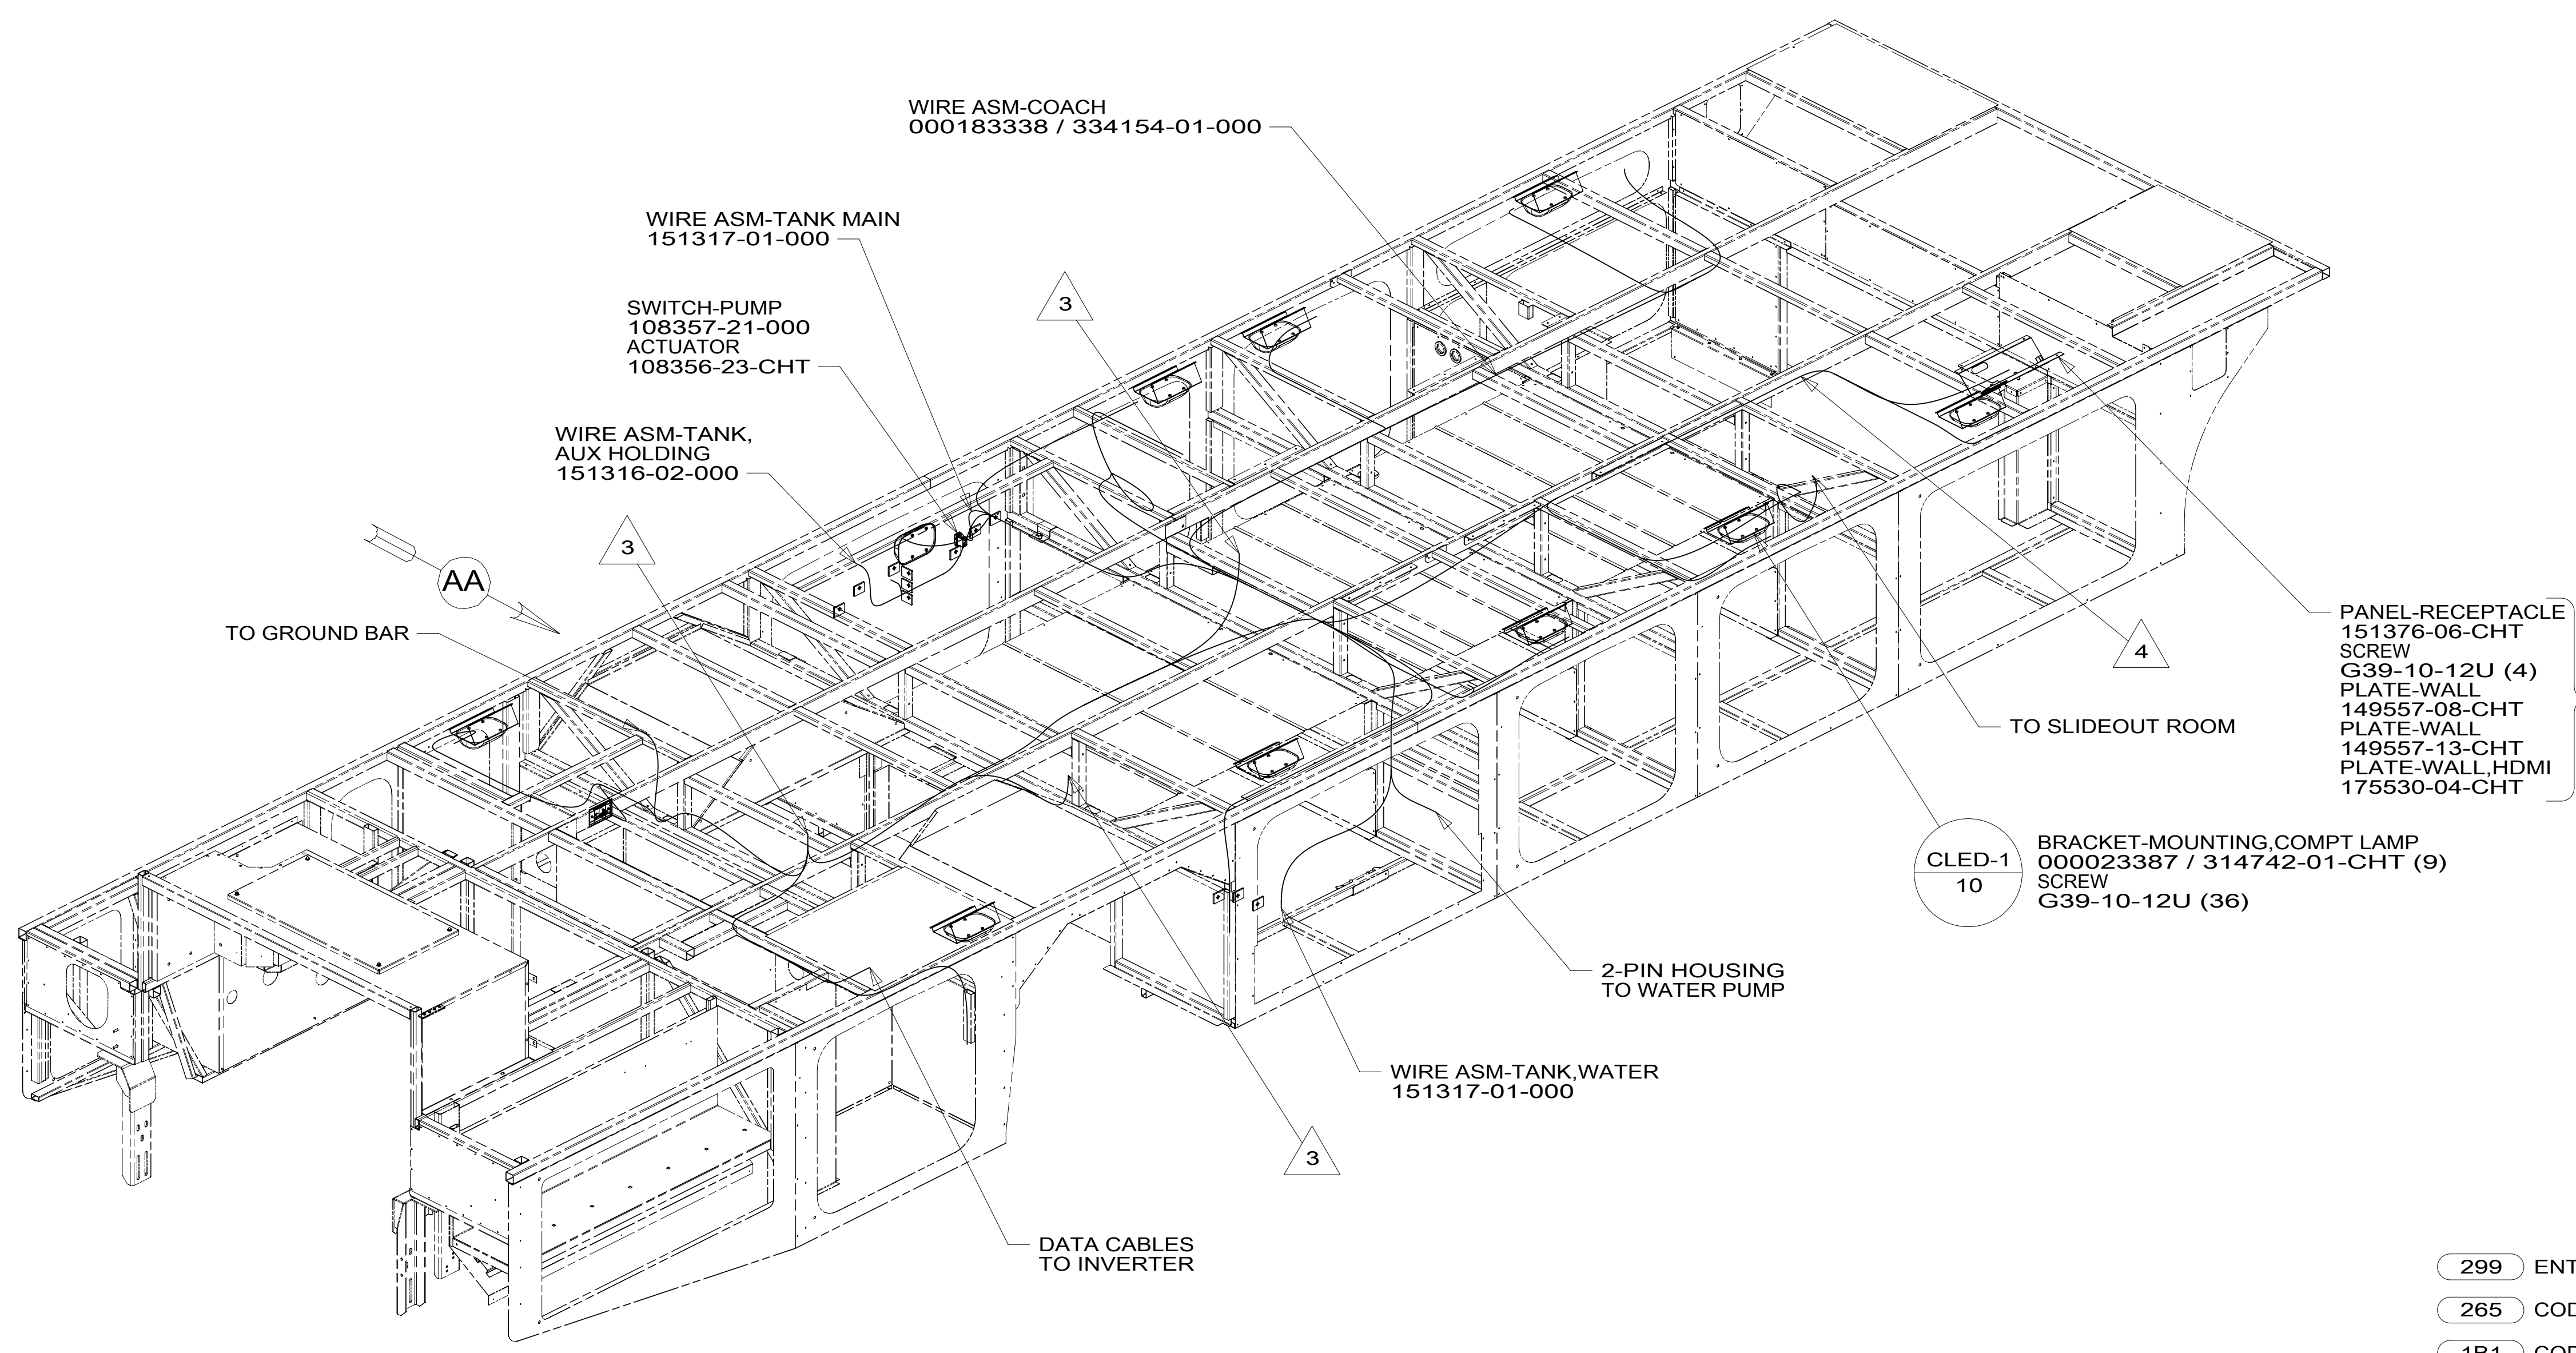 WIRE ASM-COACH
000183338 / 334154-01-000
WIRE ASM-TANK MAIN
151317-01-000
SWITCH-PUMP
108357-21-000
ACTUATOR
108356-23-CHT
3
WIRE ASM-TANK,
AUX HOLDING
151316-02-000
3
AA
TO GROUND BAR
PANEL-RECEPTACLE
151376-06-CHT
SCREW
G39-10-12U (4)
PLATE-WALL
149557-08-CHT
PLATE-WALL
149557-13-CHT
PLATE-WALL,HDMI
175530-04-CHT
4
TO SLIDEOUT ROOM
CLED-1
10
BRACKET-MOUNTING,COMPT LAMP
000023387 / 314742-01-CHT (9)
SCREW
G39-10-12U (36)
2-PIN HOUSING
TO WATER PUMP
WIRE ASM-TANK,WATER
151317-01-000
3
DATA CABLES
TO INVERTER
299 ENT
265 COD
1B1